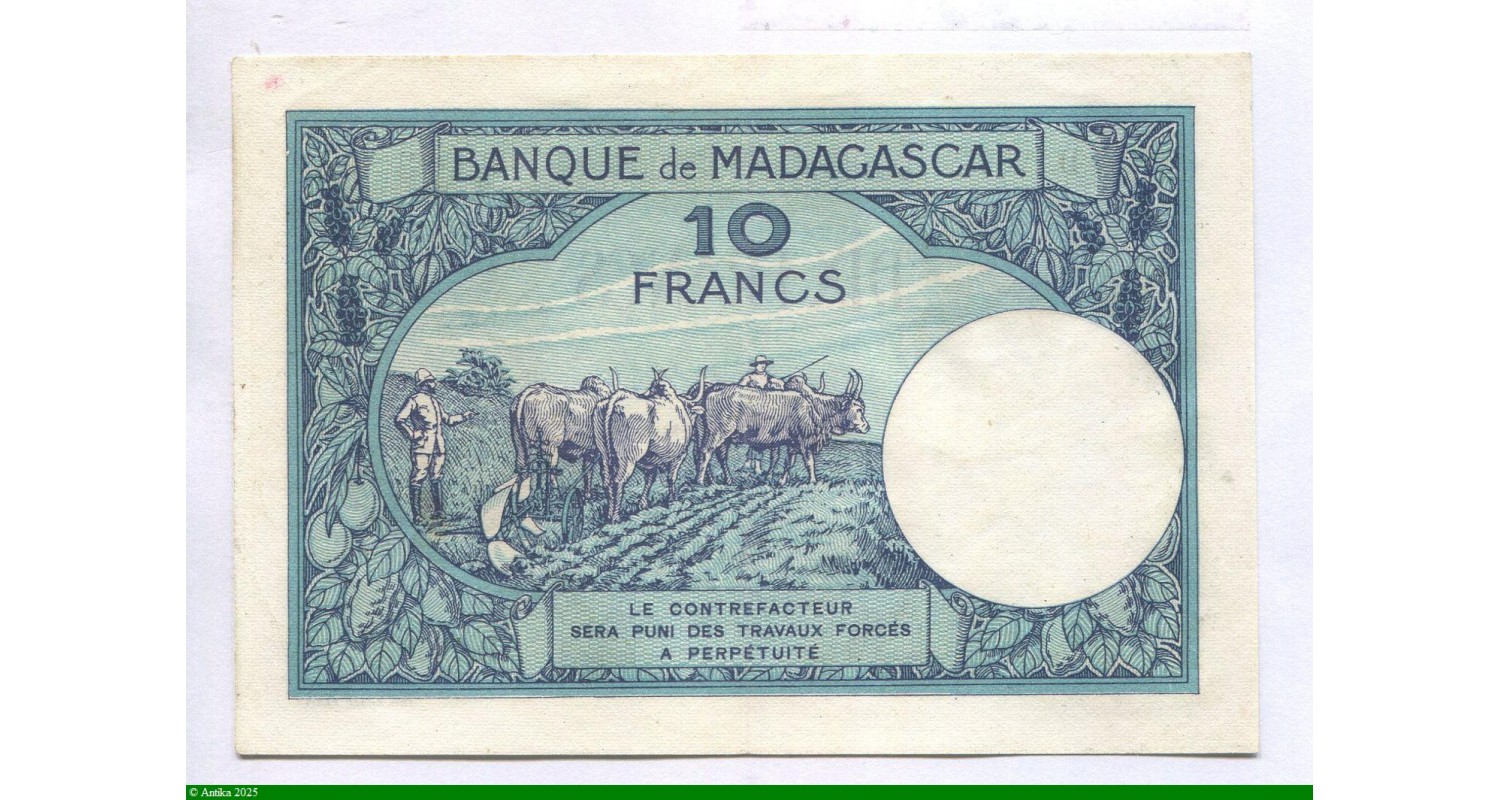 BANQUE de MADAGASCAR
10
FRANCS
LE CONTREFACTEUR
SERA PUNI DES TRAVAUX FORCÉS
A PERPÉTUITÉ
© Antika 2025